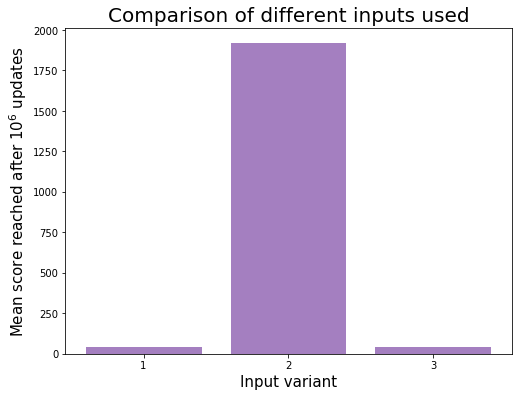 Comparison of different inputs used
Mean score reached after 10^6 updates
2000
1750
1500
1250
1000
750
500
250
0
1 2 3
Input variant